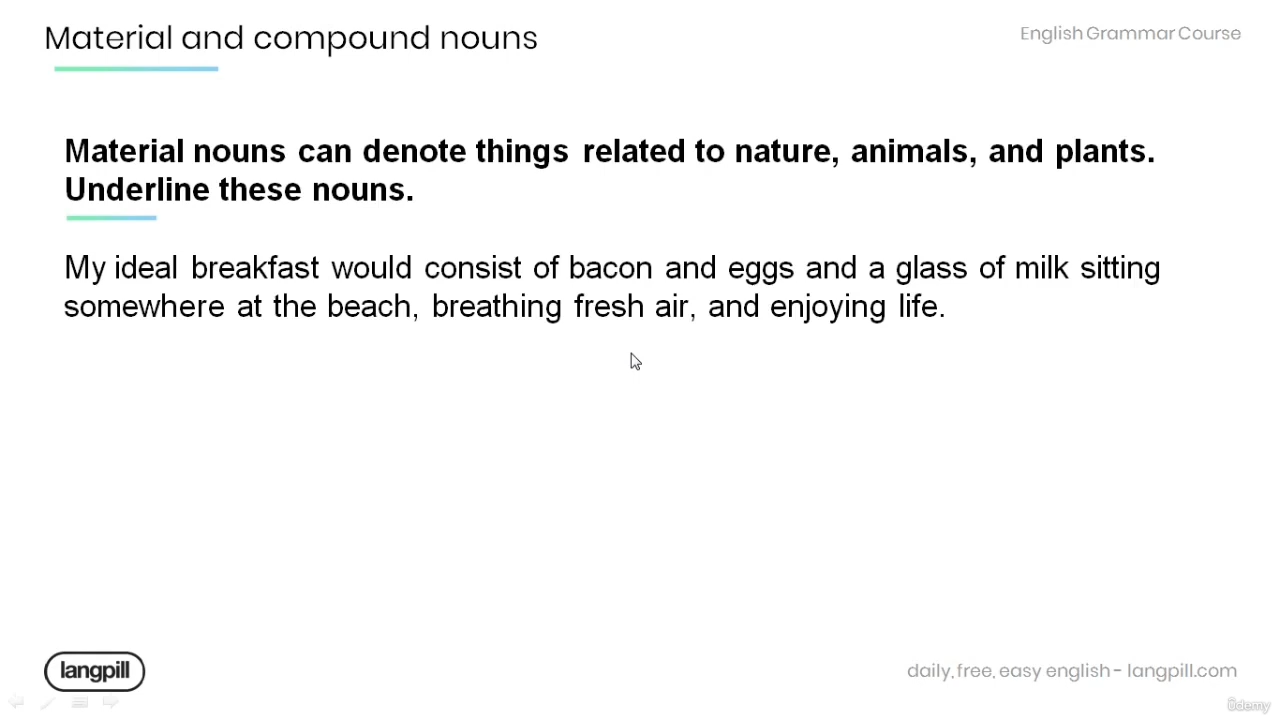 Material and compound nouns
English Grammar Course
Material nouns can denote things related to nature, animals, and plants.
Underline these nouns.
My ideal breakfast would consist of bacon and eggs and a glass of milk sitting
somewhere at the beach, breathing fresh air, and enjoying life.
langpill
daily, free, easy english - langpill.com
ûdemy